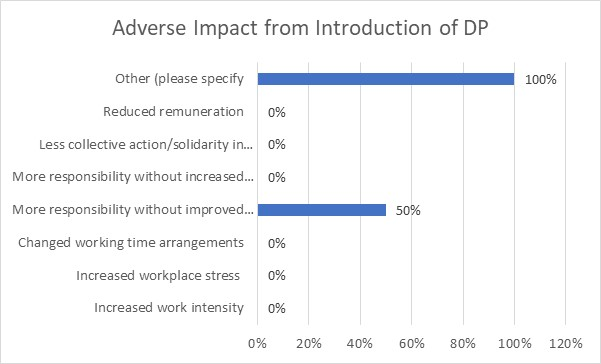 Adverse Impact from Introduction of DP
Other (please specify 100%
Reduced remuneration 0%
Less collective action/solidarity in... 0%
More responsibility without increased... 0%
More responsibility without improved... 50%
Changed working time arrangements 0%
Increased workplace stress 0%
Increased work intensity 0%
0% 20% 40% 60% 80% 100% 120%